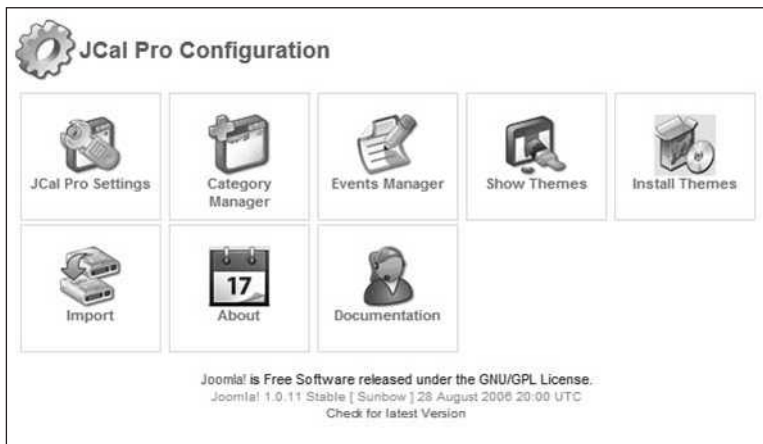 JCal Pro Configuration
JCal Pro Settings
Category
Manager
Events Manager
Show Themes
Install Themes
Import
17
About
Documentation
Joomla! is Free Software released under the GNU/GPL License.
Joomla! 1.0.11 Stable [ Sunbow ] 28 August 2006 20:00 UTC
Check for latest Version